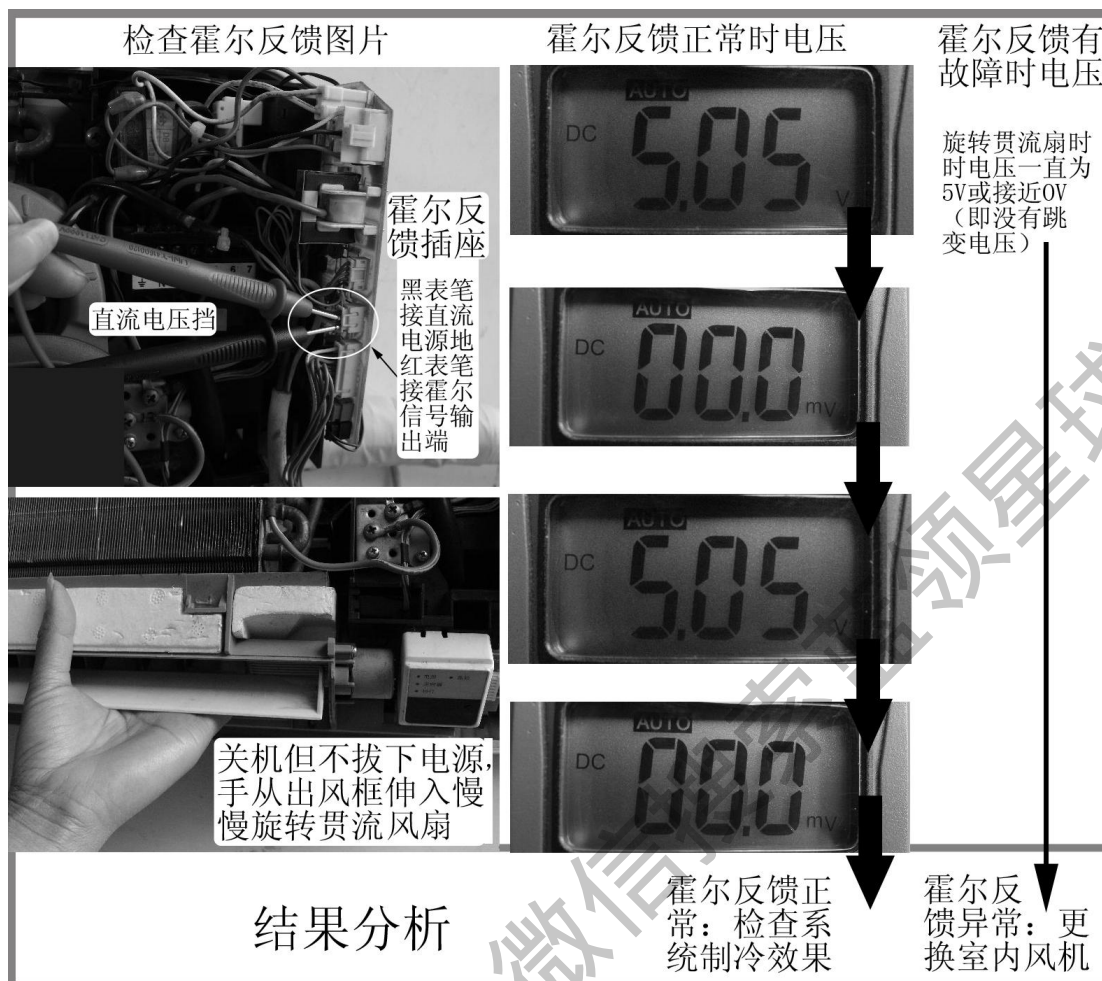 检查霍尔反馈图片
霍尔反馈正常时电压
霍尔反馈有
故障时电压
霍尔反
馈插座
黑表笔
接直流
电源地
红表笔
接霍尔
信号输
出端
直流电压挡
AUTO
DC
5.05
V
AUTO
DC
00.0
mV
AUTO
DC
5.05
V
AUTO
DC
00.0
mV
旋转贯流扇时
时电压一直为
5V或接近0V
（即没有跳
变电压）
关机但不拔下电源，
手从出风框伸入慢
慢旋转贯流风扇
结果分析
霍尔反馈正
常：检查系
统制冷效果
霍尔反
馈异常：更
换室内风机
微信搜索蓝领星球